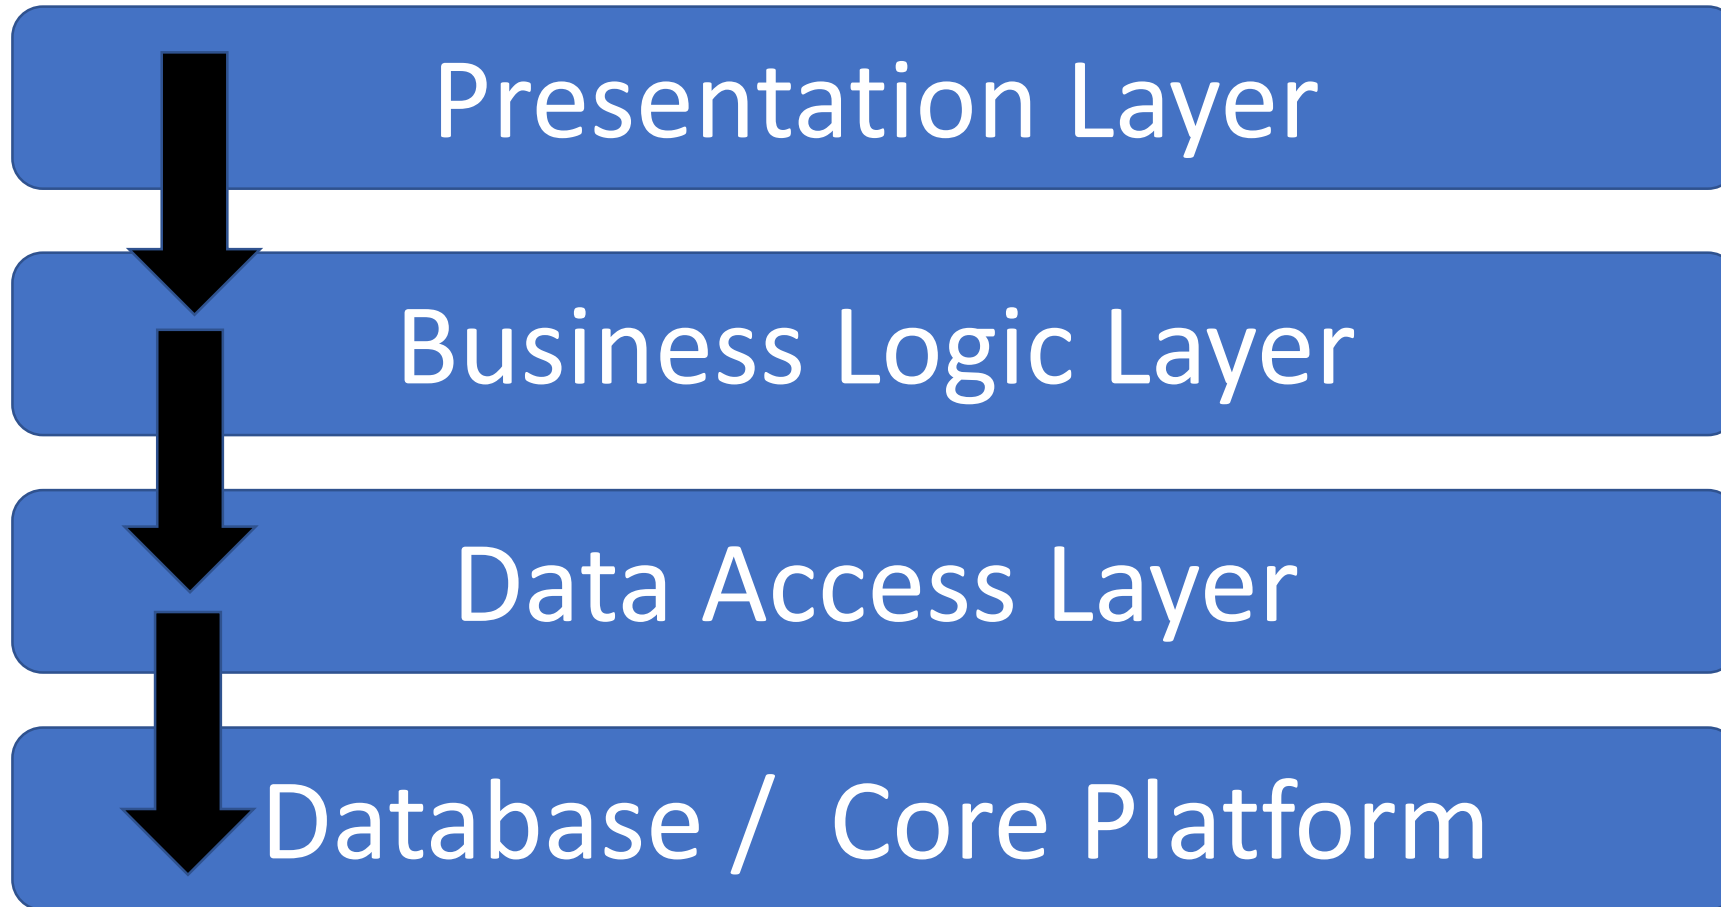 Presentation Layer
Business Logic Layer
Data Access Layer
Database /  Core Platform